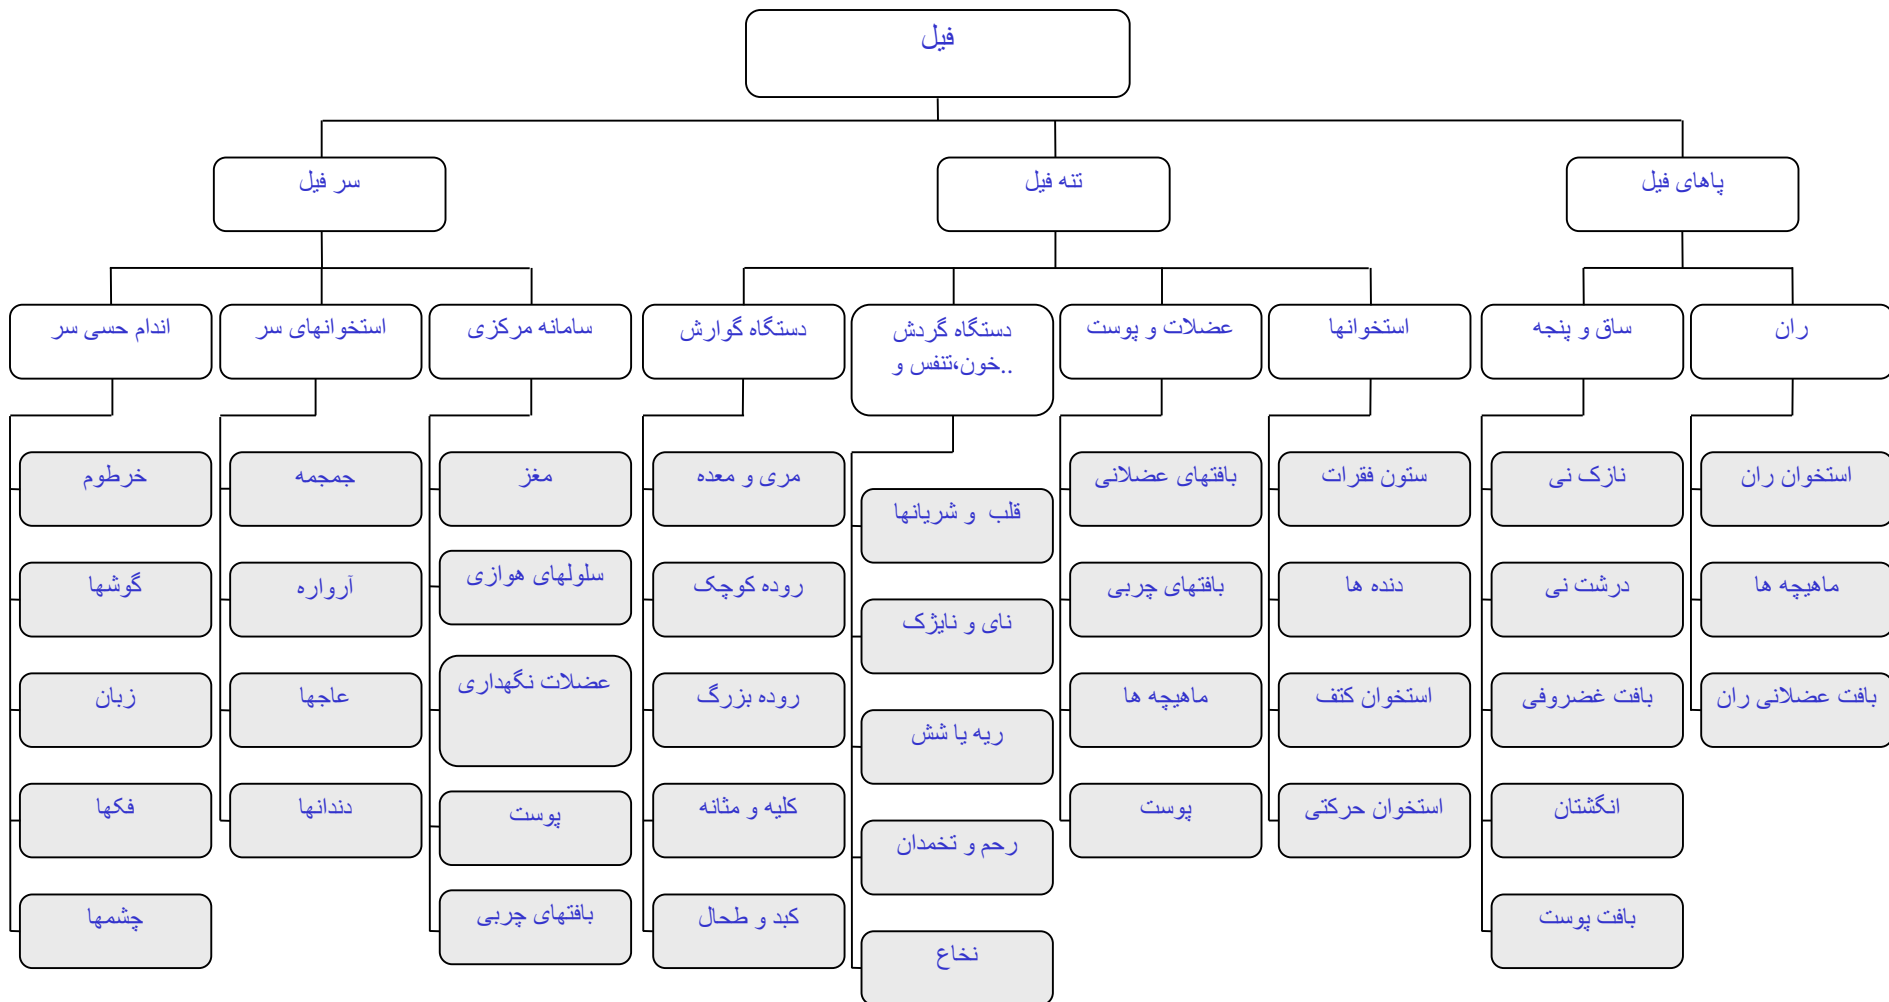 فیل
سر فیل
تنه فیل
پاهای فیل
اندام حسی سر
استخوانهای سر
سامانه مرکزی
دستگاه گوارش
دستگاه گردش
خون،تنفس و..
عضلات و پوست
استخوانها
ساق و پنجه
ران
خرطوم
گوشها
زبان
فکها
چشمها
جمجمه
آرواره
عاجها
دندانها
مغز
سلولهای هوازی
عضلات نگهداری
پوست
بافتهای چربی
مری و معده
روده کوچک
روده بزرگ
کلیه و مثانه
کبد و طحال
قلب و شریانها
نای و نایژک
ریه یا شش
رحم و تخمدان
نخاع
بافتهای عضلانی
بافتهای چربی
ماهیچه ها
پوست
ستون فقرات
دنده ها
استخوان کتف
استخوان حرکتی
نازک نی
درشت نی
بافت غضروفی
انگشتان
بافت پوست
استخوان ران
ماهیچه ها
بافت عضلانی ران